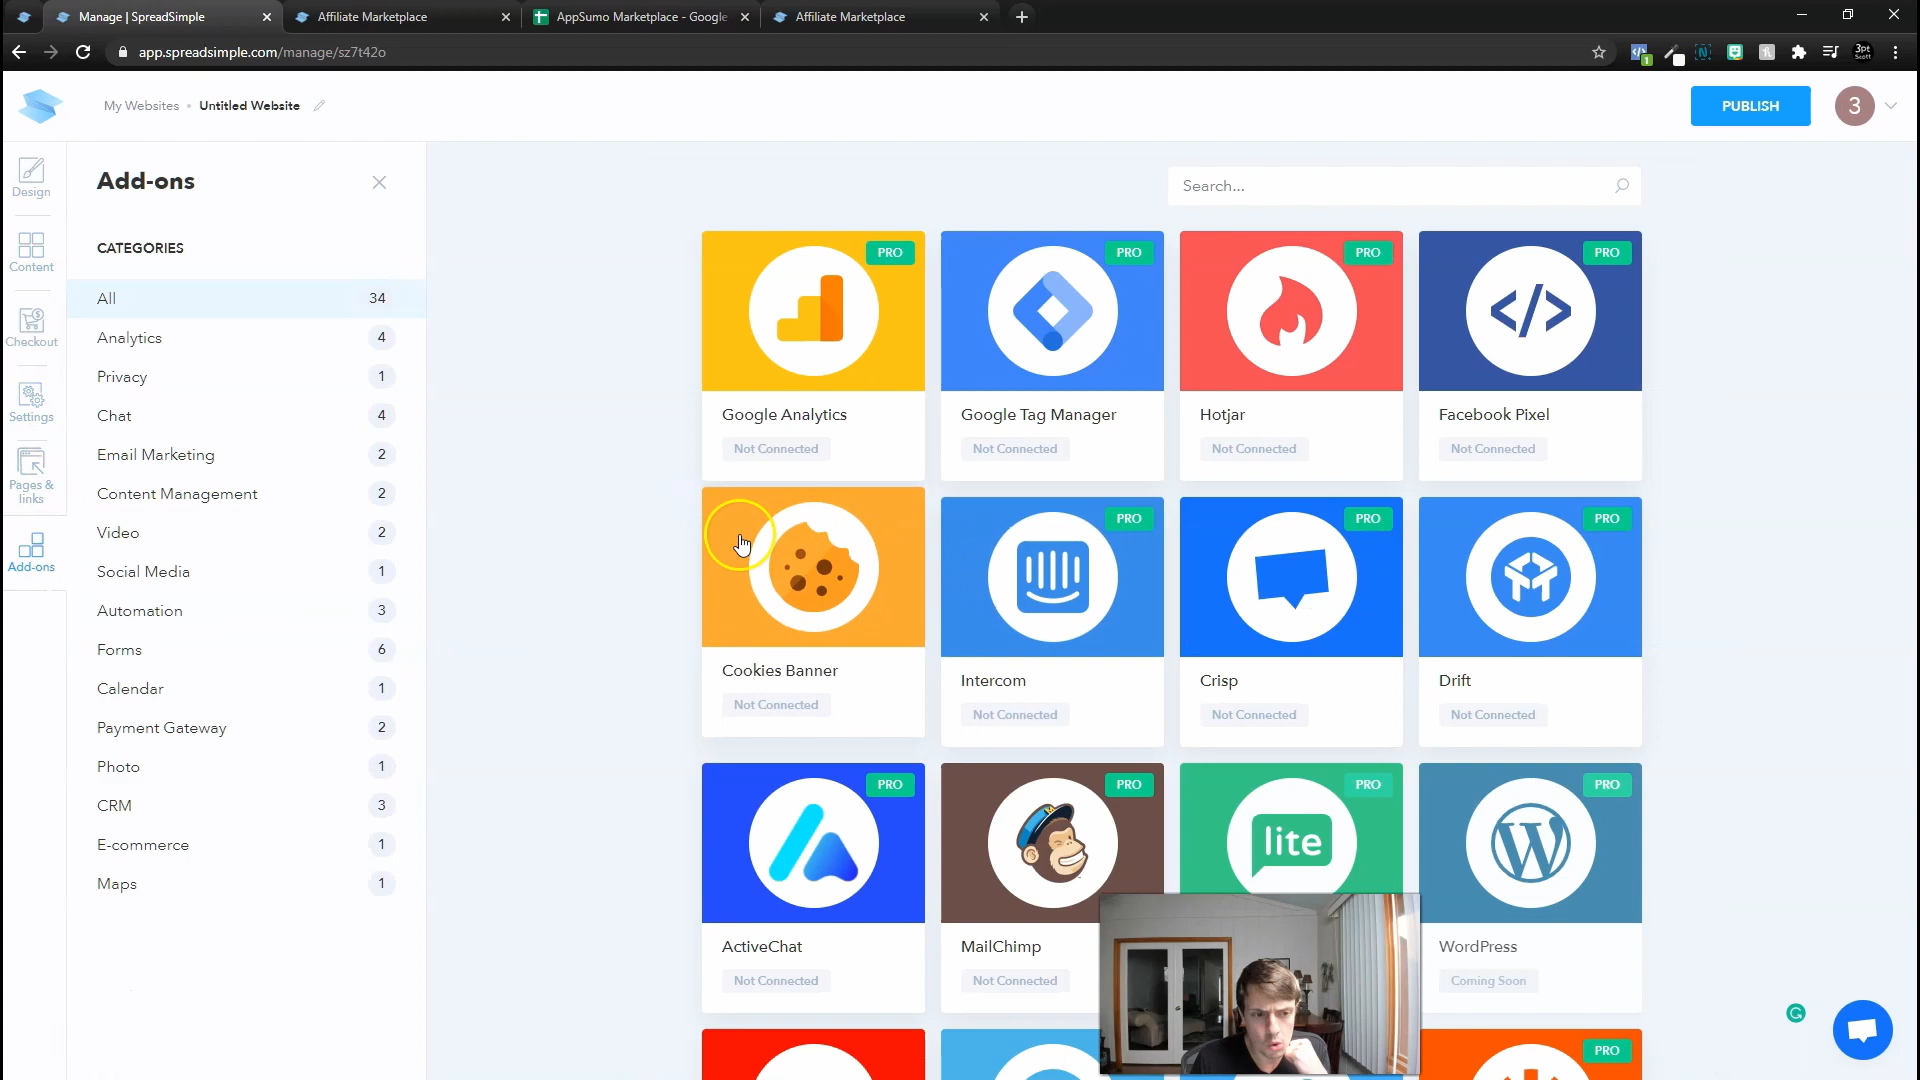 Manage | SpreadSimple
Affiliate Marketplace
AppSumo Marketplace - Google
Affiliate Marketplace
app.spreadsimple.com/manage/sz7t42o
1
3pt
Scott
My Websites • Untitled Website
PUBLISH
3
Design
Content
Checkout
Settings
Pages &
links
Add-ons
Add-ons
CATEGORIES
All 34
Analytics 4
Privacy 1
Chat 4
Email Marketing 2
Content Management 2
Video 2
Social Media 1
Automation 3
Forms 6
Calendar 1
Payment Gateway 2
Photo 1
CRM 3
E-commerce 1
Maps 1
Search...
PRO PRO PRO PRO
Google Analytics Google Tag Manager Hotjar Facebook Pixel
Not Connected Not Connected Not Connected Not Connected
PRO PRO PRO
Cookies Banner Intercom Crisp Drift
Not Connected Not Connected Not Connected Not Connected
PRO PRO PRO PRO
lite
ActiveChat MailChimp WordPress
Not Connected Not Connected Coming Soon
PRO